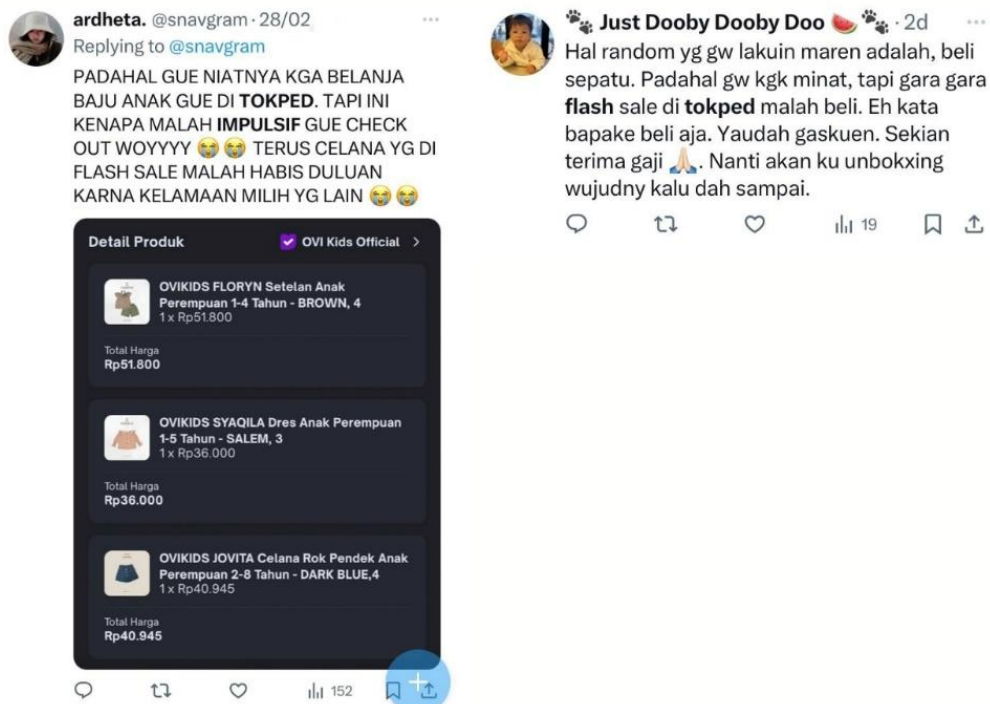 ardheta. @snavgram · 28/02
Replying to @snavgram
PADAHAL GUE NIATNYA KGA BELANJA
BAJU ANAK GUE DI TOKPED. TAPI INI
KENAPA MALAH IMPULSIF GUE CHECK
OUT WOYYYY 😭 😭 TERUS CELANA YG DI
FLASH SALE MALAH HABIS DULUAN
KARNA KELAMAAN MILIH YG LAIN 😭 😭
Detail Produk
OVI Kids Official
OVIKIDS FLORYN Setelan Anak
Perempuan 1-4 Tahun - BROWN, 4
1 x Rp51.800
Total Harga
Rp51.800
OVIKIDS SYAQILA Dres Anak Perempuan
1-5 Tahun - SALEM, 3
1 x Rp36.000
Total Harga
Rp36.000
OVIKIDS JOVITA Celana Rok Pendek Anak
Perempuan 2-8 Tahun - DARK BLUE,4
1 x Rp40.945
Total Harga
Rp40.945
152
🐾 Just Dooby Dooby Doo 🍉🐾 · 2d
Hal random yg gw lakuin maren adalah, beli
sepatu. Padahal gw kgk minat, tapi gara gara
flash sale di tokped malah beli. Eh kata
bapake beli aja. Yaudah gaskuen. Sekian
terima gaji 🙏🏻. Nanti akan ku unbokxing
wujudny kalu dah sampai.
19